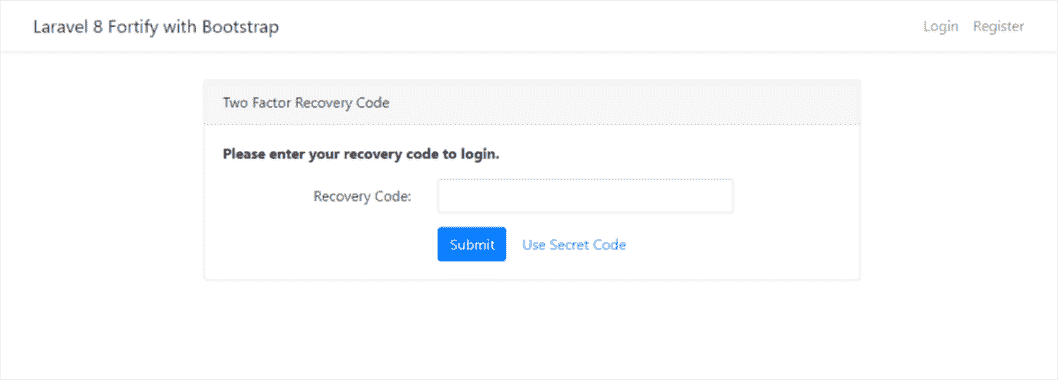 Laravel 8 Fortify with Bootstrap
Login Register
Two Factor Recovery Code
Please enter your recovery code to login.
Recovery Code:
Submit Use Secret Code